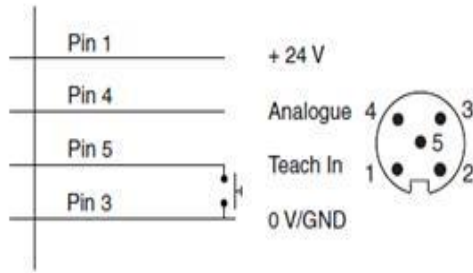 Pin 1
+ 24 V
Pin 4
Analogue
4
3
Pin 5
5
Teach In
1
2
Pin 3
0 V/GND